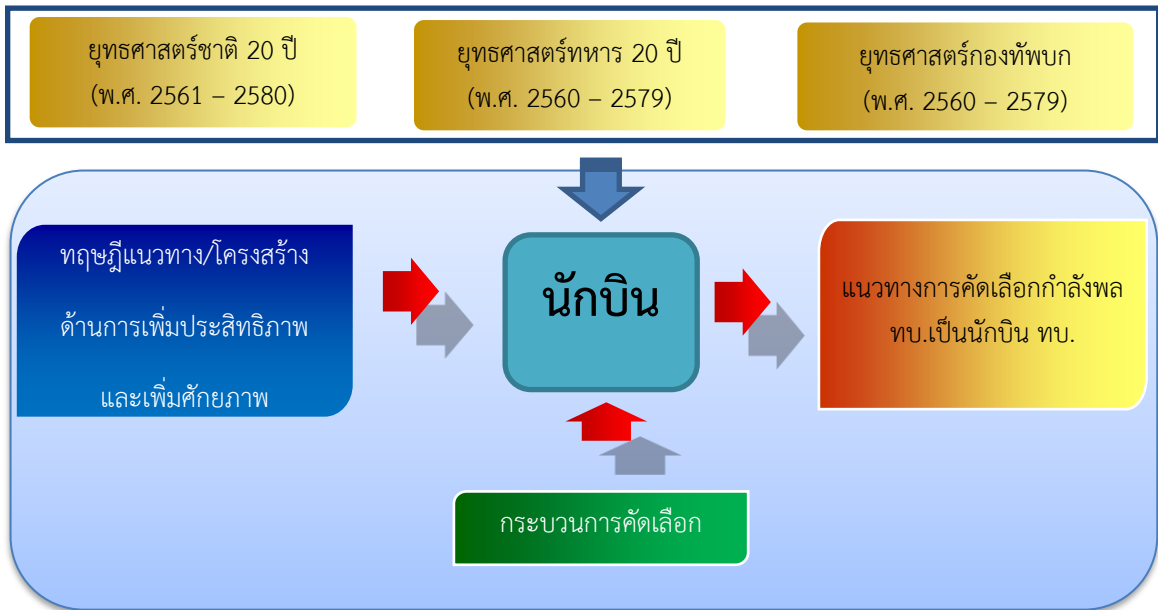 ยุทธศาสตร์ชาติ 20 ปี
(พ.ศ. 2561 – 2580)
ยุทธศาสตร์ทหาร 20 ปี
(พ.ศ. 2560 – 2579)
ยุทธศาสตร์กองทัพบก
(พ.ศ. 2560 – 2579)
ทฤษฎีแนวทาง/โครงสร้าง
ด้านการเพิ่มประสิทธิภาพ
และเพิ่มศักยภาพ
นักบิน
แนวทางการคัดเลือกกำลังพล
ทบ.เป็นนักบิน ทบ.
กระบวนการคัดเลือก